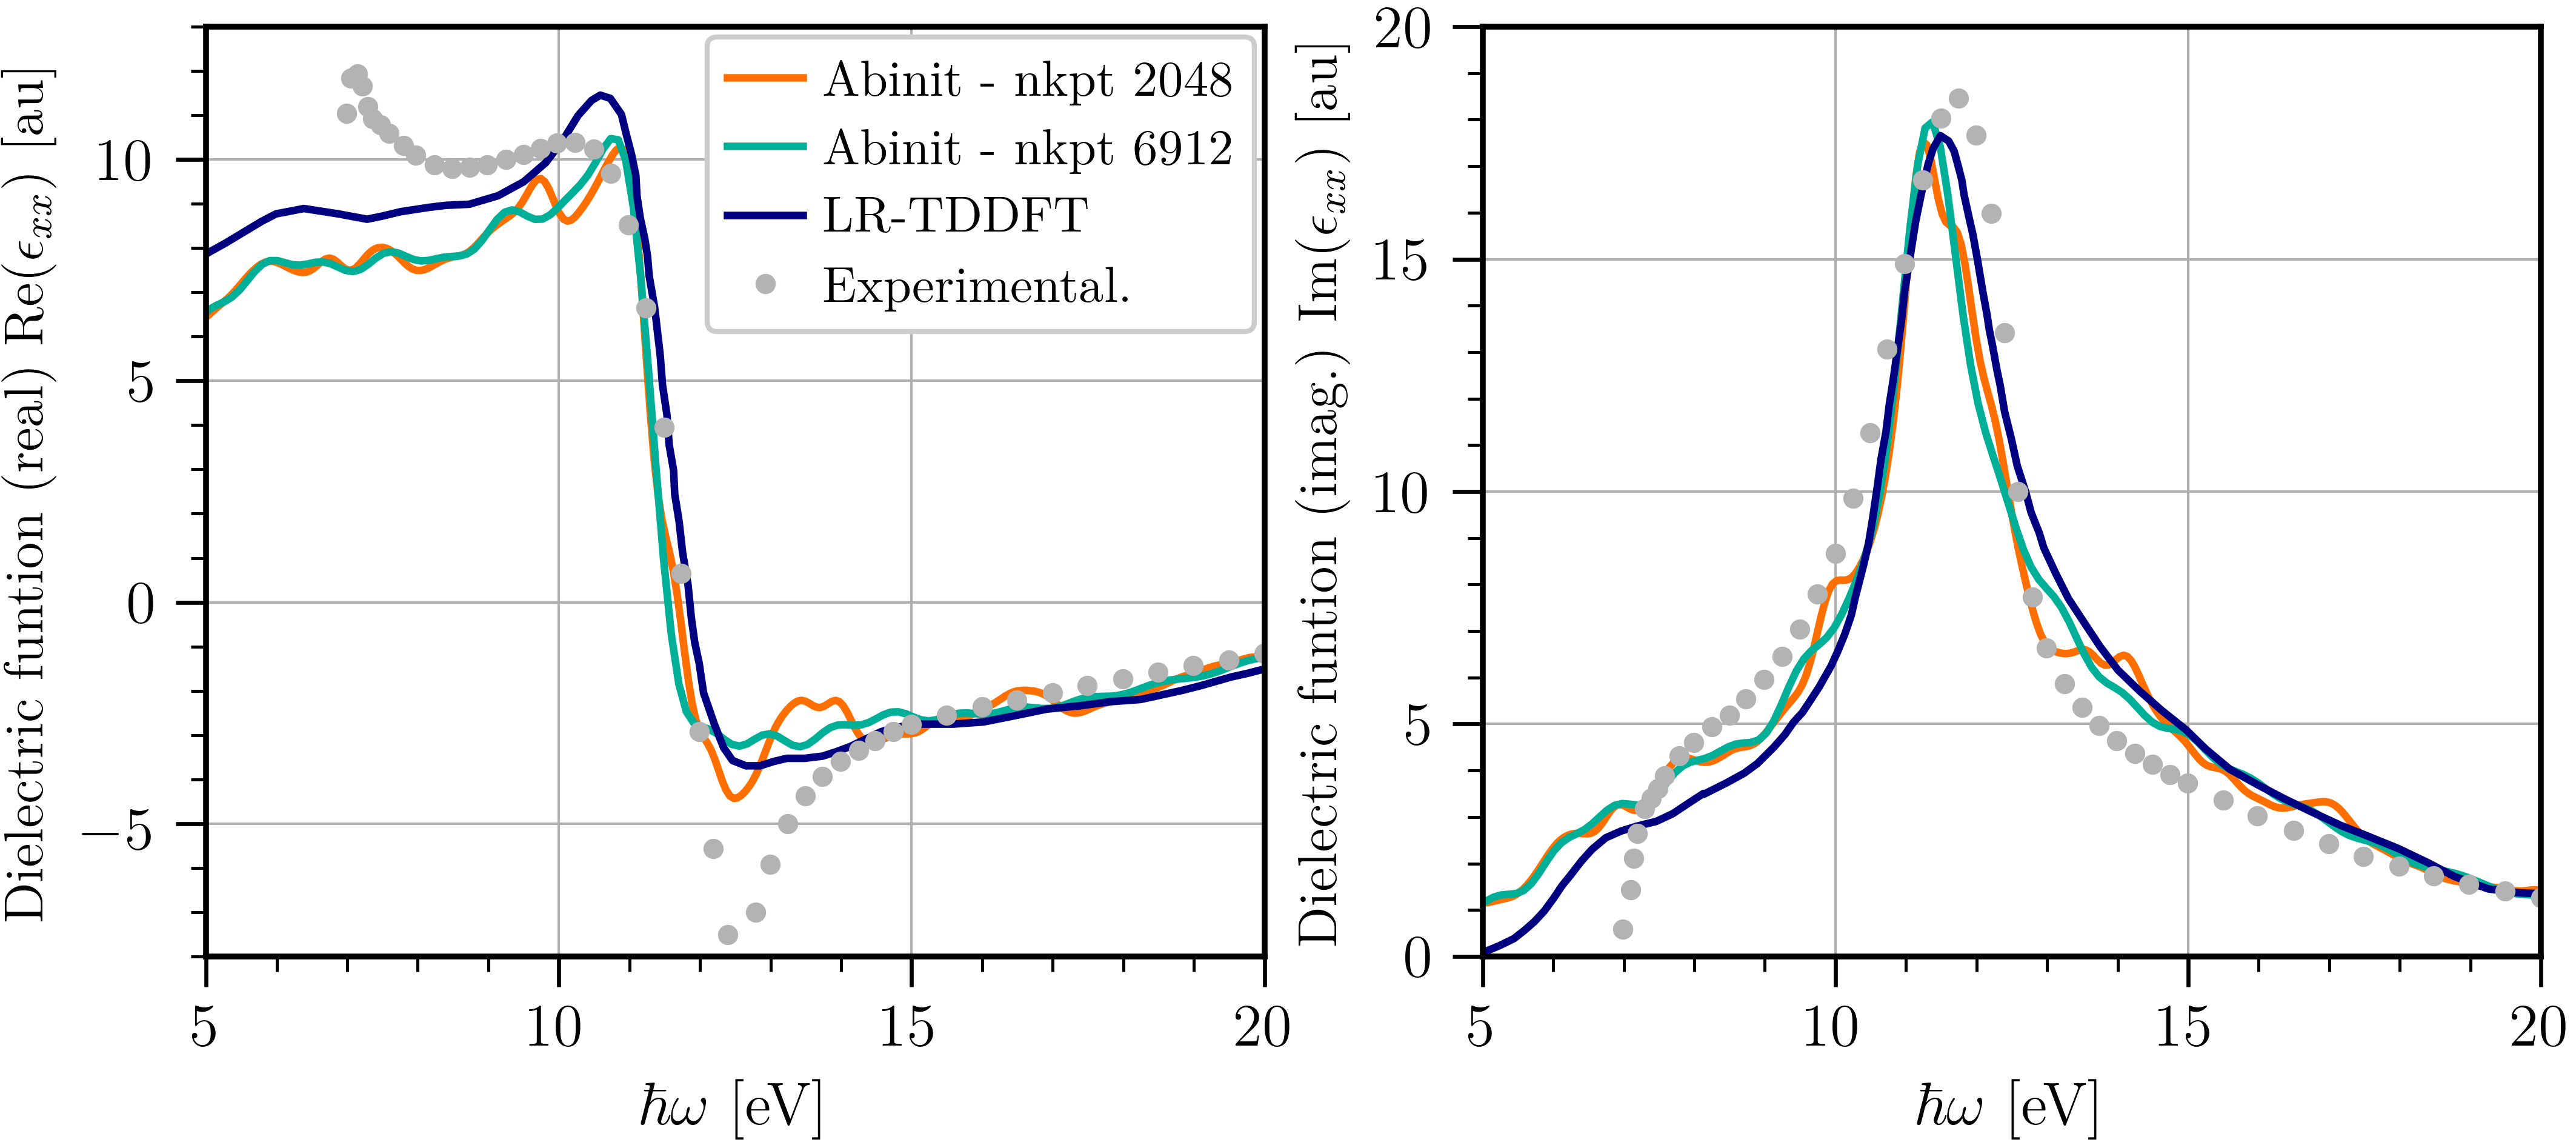 Dielectric funtion (real) Re(ϵxx) [au]
10
5
0
−5
5
10
15
20
ħω [eV]
Abinit - nkpt 2048
Abinit - nkpt 6912
LR-TDDFT
Experimental.
Dielectric funtion (imag.) Im(ϵxx) [au]
20
15
10
5
0
5
10
15
20
ħω [eV]